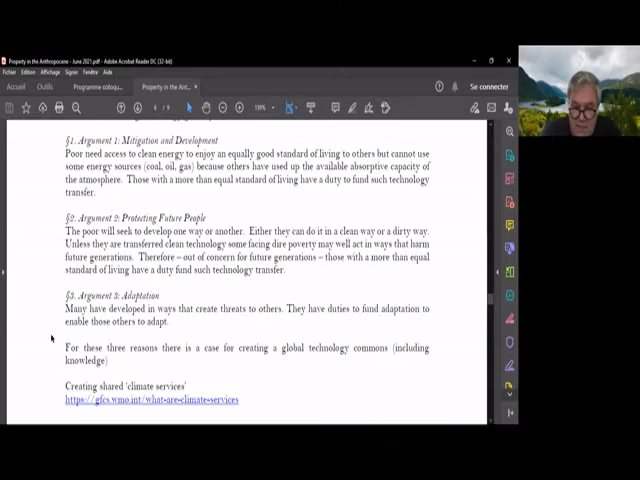 Property in the Anthropocene - June 2021.pdf - Adobe Acrobat Reader DC (32-bit)
Fichier Edition Affichage Signer Fenêtre Aide
Accueil Outils Programme colloqu... Property in the Ant... × Se connecter
6 / 9
§1. Argument 1: Mitigation and Development
Poor need access to clean energy to enjoy an equally good standard of living to others but cannot use
some energy sources (coal, oil, gas) because others have used up the available absorptive capacity of
the atmosphere. Those with a more than equal standard of living have a duty to fund such technology
transfer.
§2. Argument 2: Protecting Future People
The poor will seek to develop one way or another. Either they can do it in a clean way or a dirty way.
Unless they are transferred clean technology some facing dire poverty may well act in ways that harm
future generations. Therefore – out of concern for future generations – those with a more than equal
standard of living have a duty fund such technology transfer.
§3. Argument 3: Adaptation
Many have developed in ways that create threats to others. They have duties to fund adaptation to
enable those others to adapt.
For these three reasons there is a case for creating a global technology commons (including
knowledge)
Creating shared 'climate services'
https://gfcs.wmo.int/what-are-climate-services